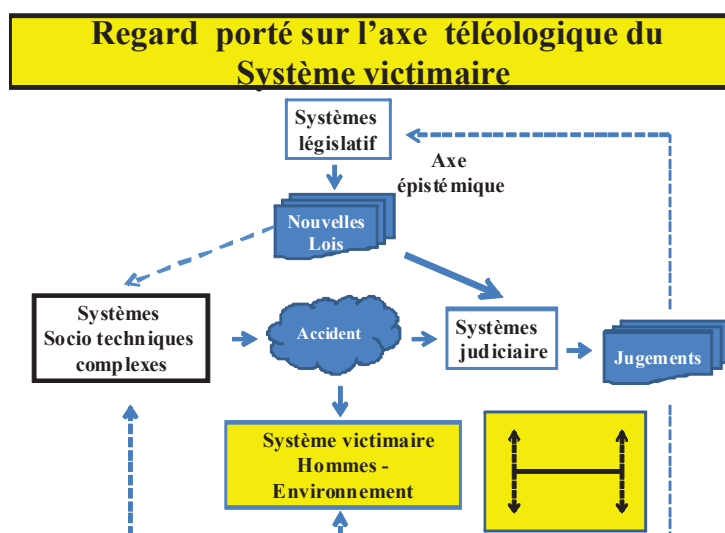 Regard porté sur l'axe téléologique du
Système victimaire
Systèmes
législatif
Axe
épistémique
Nouvelles
Lois
Systèmes
Socio techniques
complexes
Accident
Systèmes
judiciaire
Jugements
Système victimaire
Hommes -
Environnement